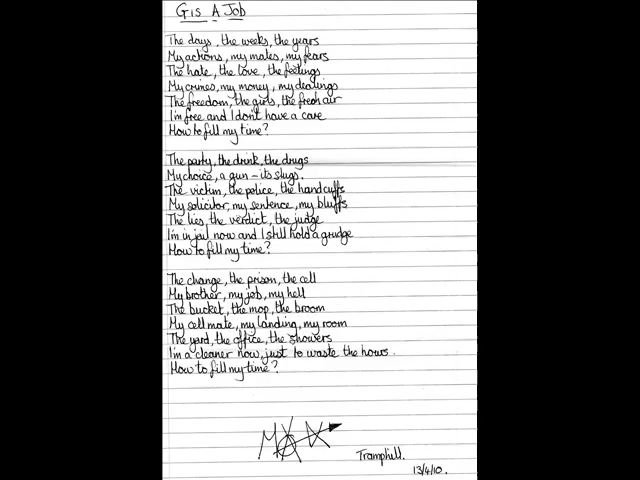 Gis A Job
The days, the weeks, the years
My actions, my mates, my fears
The hate, the love, the feelings
My crimes, my money, my dealings
The freedom, the girls, the fresh air
I'm free and I don't have a care
How to fill my time?
The party, the drink, the drugs
My choice, a gun – its slugs.
The victim, the police, the handcuffs
My solicitor, my sentence, my bluffs
The lies, the verdict, the judge
I'm in jail now and I still hold a grudge
How to fill my time?
The change, the prison, the cell
My brother, my job, my hell
The bucket, the mop, the broom
My cell mate, my landing, my room
The yard, the office, the showers
I'm a cleaner now, just to waste the hours.
How to fill my time?
Tramphill.
13/4/10.